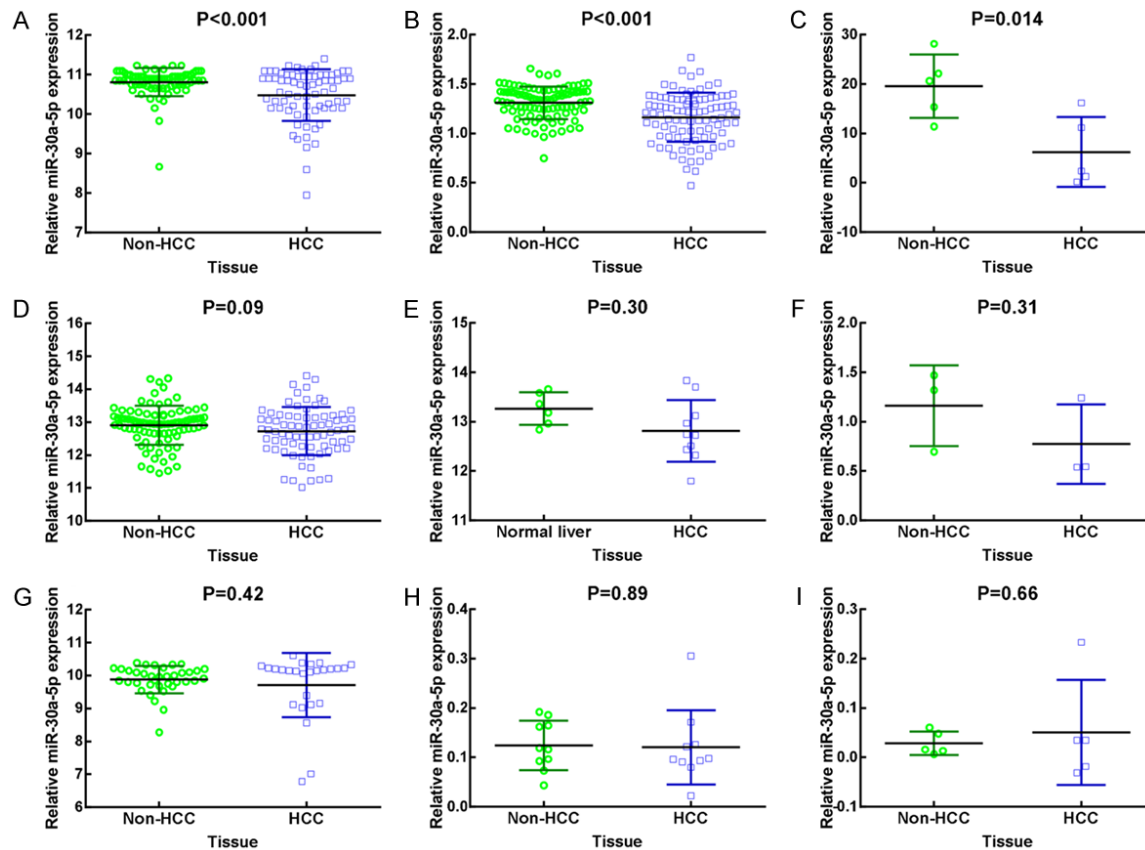 A
P<0.001
Relative miR-30a-5p expression
12
11
10
9
8
7
Non-HCC
HCC
Tissue
B
P<0.001
Relative miR-30a-5p expression
2.0
1.5
1.0
0.5
0.0
Non-HCC
HCC
Tissue
C
P=0.014
Relative miR-30a-5p expression
30
20
10
0
-10
Non-HCC
HCC
Tissue
D
P=0.09
Relative miR-30a-5p expression
16
15
14
13
12
11
10
Non-HCC
HCC
Tissue
E
P=0.30
Relative miR-30a-5p expression
15
14
13
12
11
Normal liver
HCC
Tissue
F
P=0.31
Relative miR-30a-5p expression
2.0
1.5
1.0
0.5
0.0
Non-HCC
HCC
Tissue
G
P=0.42
Relative miR-30a-5p expression
12
11
10
9
8
7
6
Non-HCC
HCC
Tissue
H
P=0.89
Relative miR-30a-5p expression
0.4
0.3
0.2
0.1
0.0
Non-HCC
HCC
Tissue
I
P=0.66
Relative miR-30a-5p expression
0.3
0.2
0.1
0.0
-0.1
Non-HCC
HCC
Tissue